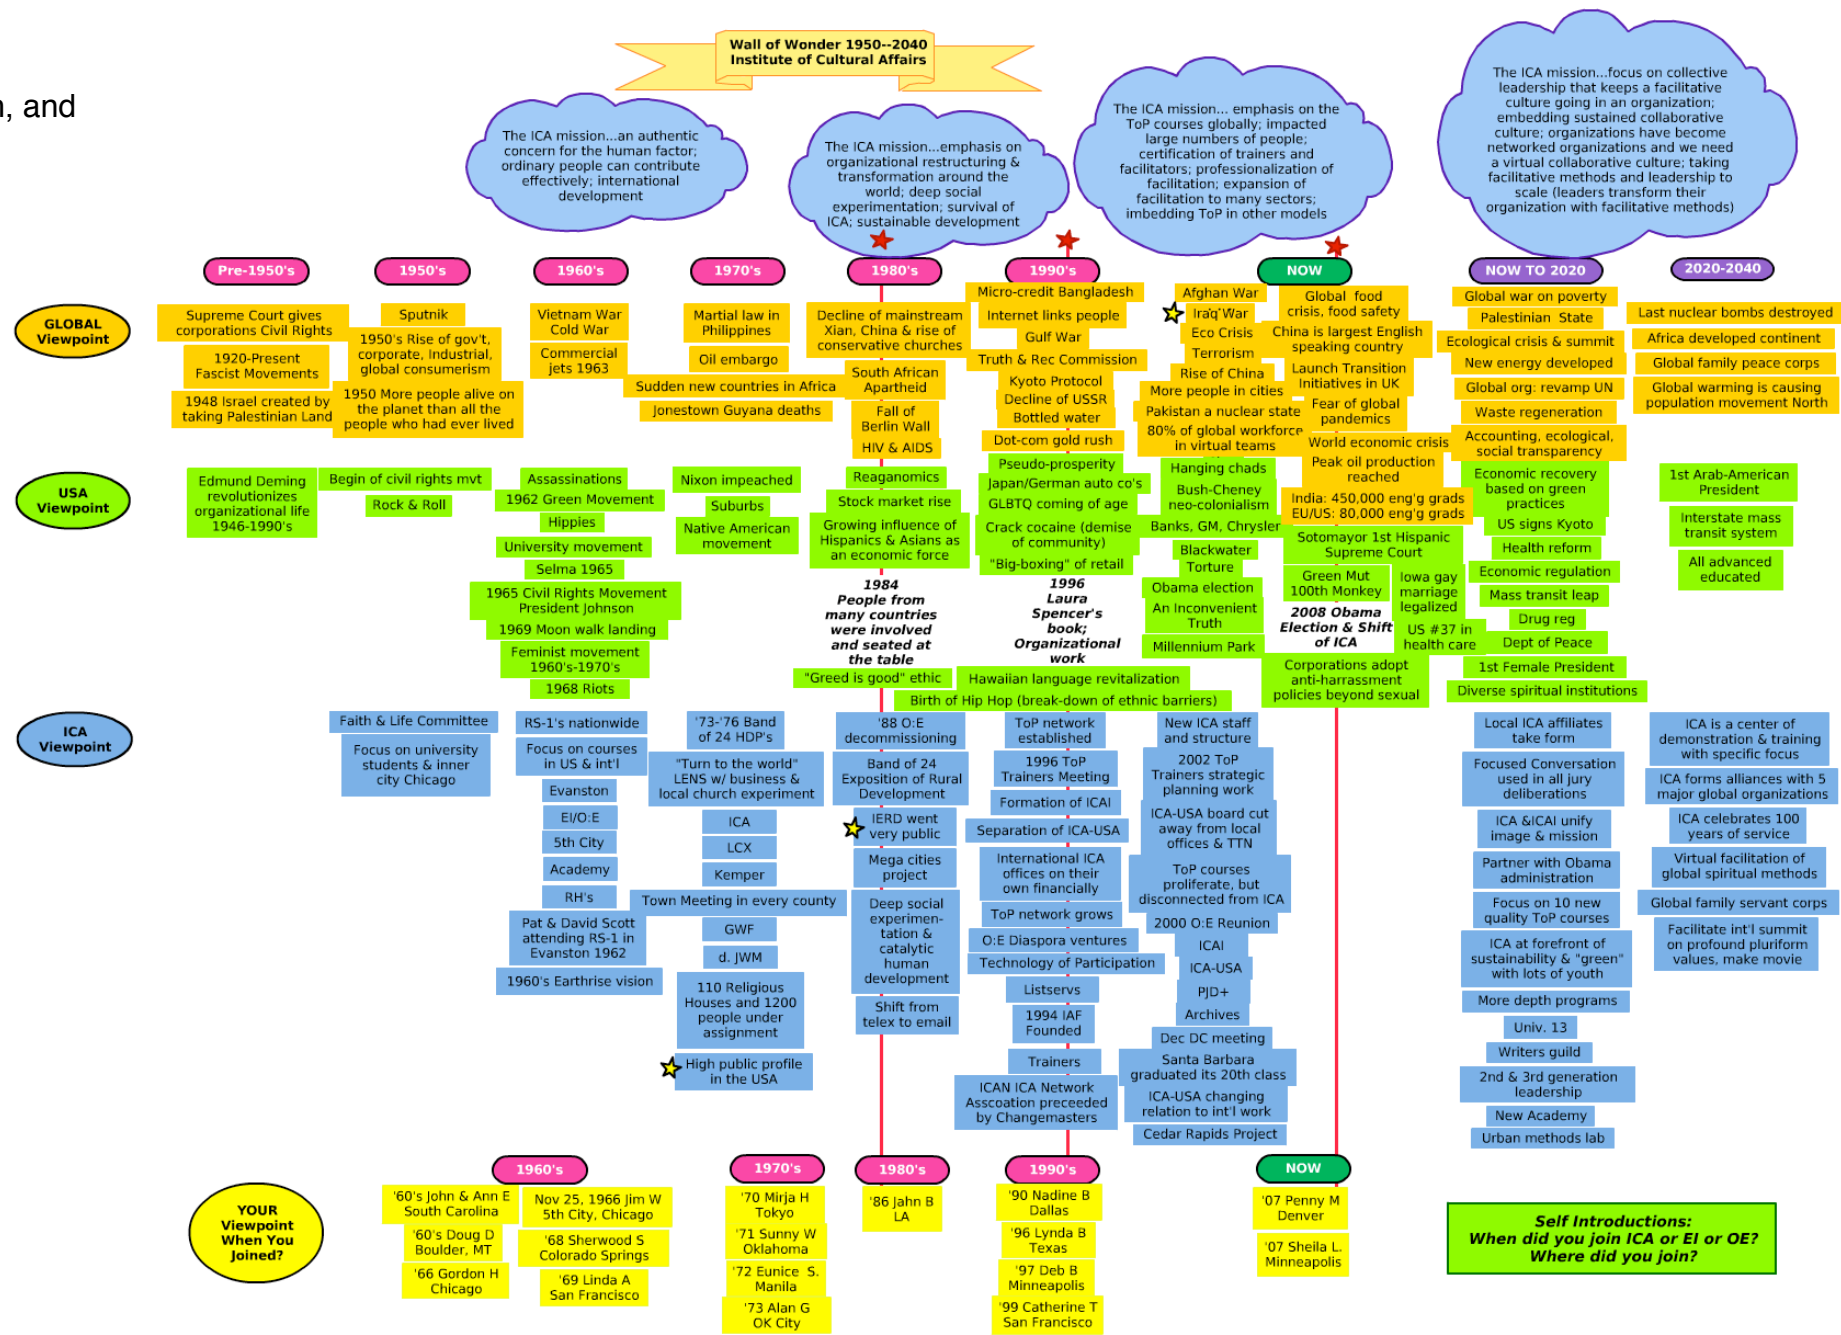 n, and
Wall of Wonder 1950--2040
Institute of Cultural Affairs
The ICA mission...an authentic
concern for the human factor;
ordinary people can contribute
effectively; international
development
The ICA mission...emphasis on
organizational restructuring &
transformation around the
world; deep social
experimentation; survival of
ICA; sustainable development
The ICA mission... emphasis on the
ToP courses globally; impacted
large numbers of people;
certification of trainers and
facilitators; professionalization of
facilitation; expansion of
facilitation to many sectors;
imbedding ToP in other models
The ICA mission...focus on collective
leadership that keeps a facilitative
culture going in an organization;
embedding sustained collaborative
culture; organizations have become
networked organizations and we need
a virtual collaborative culture; taking
facilitative methods and leadership to
scale (leaders transform their
organization with facilitative methods)
Pre-1950's
1950's
1960's
1970's
1980's
1990's
NOW
NOW TO 2020
2020-2040
GLOBAL
Viewpoint
Supreme Court gives
corporations Civil Rights
1920-Present
Fascist Movements
1948 Israel created by
taking Palestinian Land
Sputnik
1950's Rise of gov't,
corporate, Industrial,
global consumerism
1950 More people alive on
the planet than all the
people who had ever lived
Vietnam War
Cold War
Commercial
jets 1963
Martial law in
Philippines
Oil embargo
Sudden new countries in Africa
Jonestown Guyana deaths
Decline of mainstream
Xian, China & rise of
conservative churches
South African
Apartheid
Fall of
Berlin Wall
HIV & AIDS
Micro-credit Bangladesh
Internet links people
Gulf War
Truth & Rec Commission
Kyoto Protocol
Decline of USSR
Bottled water
Dot-com gold rush
Afghan War
Ira'q War
Eco Crisis
Terrorism
Rise of China
More people in cities
Pakistan a nuclear state
80% of global workforce
in virtual teams
Global food
crisis, food safety
China is largest English
speaking country
Launch Transition
Initiatives in UK
Fear of global
pandemics
World economic crisis
Peak oil production
reached
India: 450,000 eng'g grads
EU/US: 80,000 eng'g grads
Global war on poverty
Palestinian State
Ecological crisis & summit
New energy developed
Global org: revamp UN
Waste regeneration
Accounting, ecological,
social transparency
Last nuclear bombs destroyed
Africa developed continent
Global family peace corps
Global warming is causing
population movement North
USA
Viewpoint
Edmund Deming
revolutionizes
organizational life
1946-1990's
Begin of civil rights mvt
Rock & Roll
Assassinations
1962 Green Movement
Hippies
University movement
Selma 1965
1965 Civil Rights Movement
President Johnson
1969 Moon walk landing
Feminist movement
1960's-1970's
1968 Riots
Nixon impeached
Suburbs
Native American
movement
Reaganomics
Stock market rise
Growing influence of
Hispanics & Asians as
an economic force
1984
People from
many countries
were involved
and seated at
the table
"Greed is good" ethic
Pseudo-prosperity
Japan/German auto co's
GLBTQ coming of age
Crack cocaine (demise
of community)
"Big-boxing" of retail
1996
Laura
Spencer's
book;
Organizational
work
Hawaiian language revitalization
Birth of Hip Hop (break-down of ethnic barriers)
Hanging chads
Bush-Cheney
neo-colonialism
Banks, GM, Chrysler
Blackwater
Torture
Obama election
An Inconvenient
Truth
Millennium Park
Sotomayor 1st Hispanic
Supreme Court
Green Mut
100th Monkey
Iowa gay
marriage
legalized
2008 Obama
Election & Shift
of ICA
US #37 in
health care
Corporations adopt
anti-harrassment
policies beyond sexual
Economic recovery
based on green
practices
US signs Kyoto
Health reform
Economic regulation
Mass transit leap
Drug reg
Dept of Peace
1st Female President
Diverse spiritual institutions
1st Arab-American
President
Interstate mass
transit system
All advanced
educated
ICA
Viewpoint
Faith & Life Committee
Focus on university
students & inner
city Chicago
RS-1's nationwide
Focus on courses
in US & int'l
Evanston
EI/O:E
5th City
Academy
RH's
Pat & David Scott
attending RS-1 in
Evanston 1962
1960's Earthrise vision
'73-'76 Band
of 24 HDP's
"Turn to the world"
LENS w/ business &
local church experiment
ICA
LCX
Kemper
Town Meeting in every county
GWF
d. JWM
110 Religious
Houses and 1200
people under
assignment
High public profile
in the USA
'88 O:E
decommissioning
Band of 24
Exposition of Rural
Development
IERD went
very public
Mega cities
project
Deep social
experimen-
tation &
catalytic
human
development
Shift from
telex to email
ToP network
established
1996 ToP
Trainers Meeting
Formation of ICAI
Separation of ICA-USA
International ICA
offices on their
own financially
ToP network grows
O:E Diaspora ventures
Technology of Participation
Listservs
1994 IAF
Founded
Trainers
ICAN ICA Network
Asscoation preceeded
by Changemasters
New ICA staff
and structure
2002 ToP
Trainers strategic
planning work
ICA-USA board cut
away from local
offices & TTN
ToP courses
proliferate, but
disconnected from ICA
2000 O:E Reunion
ICAI
ICA-USA
PJD+
Archives
Dec DC meeting
Santa Barbara
graduated its 20th class
ICA-USA changing
relation to int'l work
Cedar Rapids Project
Local ICA affiliates
take form
Focused Conversation
used in all jury
deliberations
ICA &ICAI unify
image & mission
Partner with Obama
administration
Focus on 10 new
quality ToP courses
ICA at forefront of
sustainability & "green"
with lots of youth
More depth programs
Univ. 13
Writers guild
2nd & 3rd generation
leadership
New Academy
Urban methods lab
ICA is a center of
demonstration & training
with specific focus
ICA forms alliances with 5
major global organizations
ICA celebrates 100
years of service
Virtual facilitation of
global spiritual methods
Global family servant corps
Facilitate int'l summit
on profound pluriform
values, make movie
1960's
1970's
1980's
1990's
NOW
YOUR
Viewpoint
When You
Joined?
'60's John & Ann E
South Carolina
'60's Doug D
Boulder, MT
'66 Gordon H
Chicago
Nov 25, 1966 Jim W
5th City, Chicago
'68 Sherwood S
Colorado Springs
'69 Linda A
San Francisco
'70 Mirja H
Tokyo
'71 Sunny W
Oklahoma
'72 Eunice S.
Manila
'73 Alan G
OK City
'86 Jahn B
LA
'90 Nadine B
Dallas
'96 Lynda B
Texas
'97 Deb B
Minneapolis
'99 Catherine T
San Francisco
'07 Penny M
Denver
'07 Sheila L.
Minneapolis
Self Introductions:
When did you join ICA or EI or OE?
Where did you join?